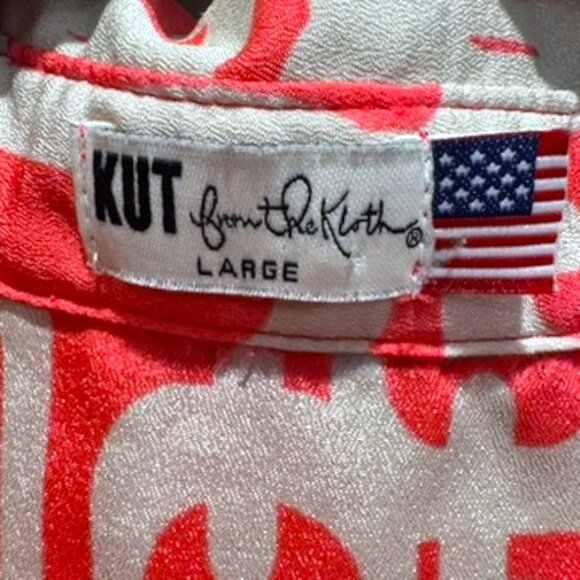 KUT from the Kloth®
LARGE